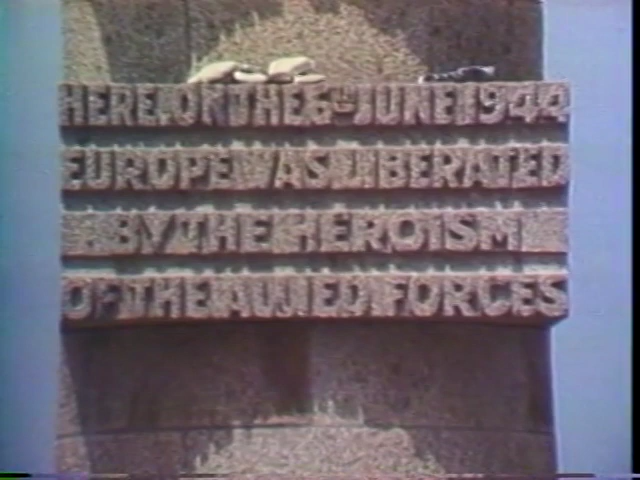 HERE, ON THE 6TH JUNE 1944
EUROPE WAS LIBERATED
BY THE HEROISM
OF THE ALLIED FORCES